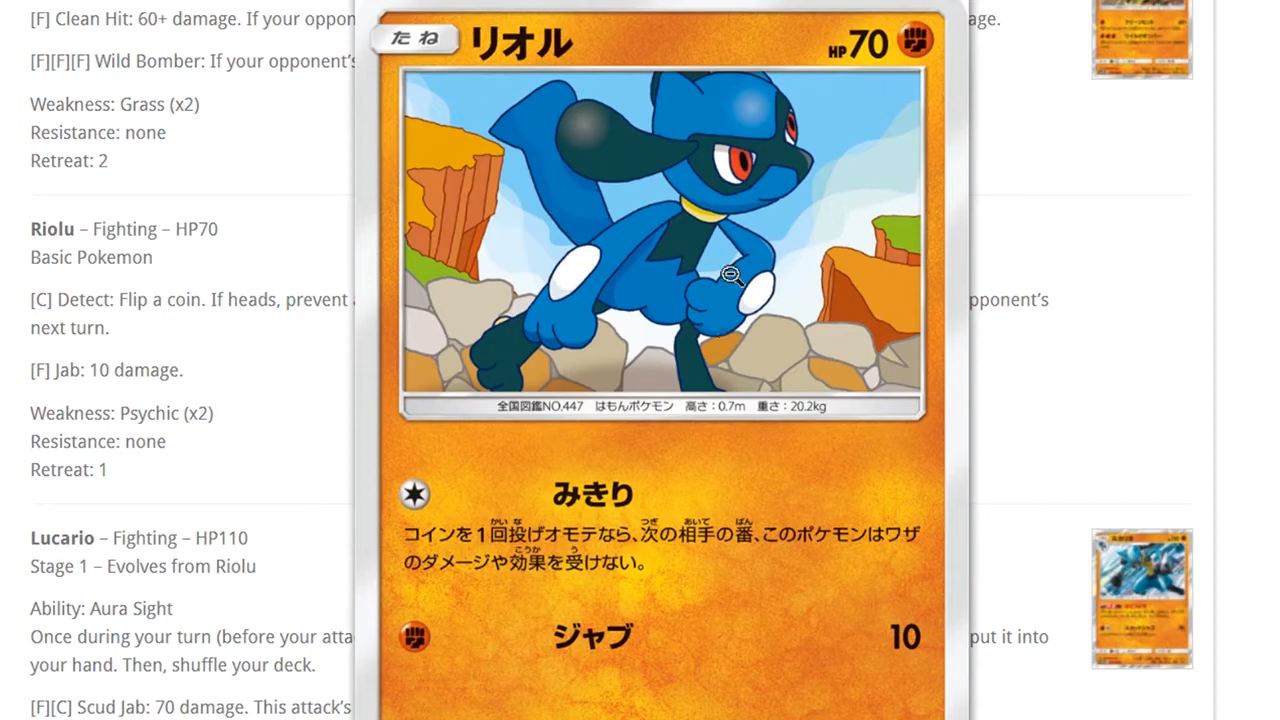 [F] Clean Hit: 60+ damage. If your oppon
age.
[F][F][F] Wild Bomber: If your opponent’s
Weakness: Grass (x2)
Resistance: none
Retreat: 2
Riolu – Fighting – HP70
Basic Pokemon
[C] Detect: Flip a coin. If heads, prevent
pponent’s
next turn.
[F] Jab: 10 damage.
Weakness: Psychic (x2)
Resistance: none
Retreat: 1
Lucario – Fighting – HP110
Stage 1 – Evolves from Riolu
Ability: Aura Sight
Once during your turn (before your atta
put it into
your hand. Then, shuffle your deck.
[F][C] Scud Jab: 70 damage. This attack’s
たね リオル HP 70
全国図鑑NO.447 はもんポケモン 高さ:0.7m 重さ:20.2kg
みきり
コインを1回投げオモテなら、次の相手の番、このポケモンはワザ
のダメージや効果を受けない。
ジャブ 10